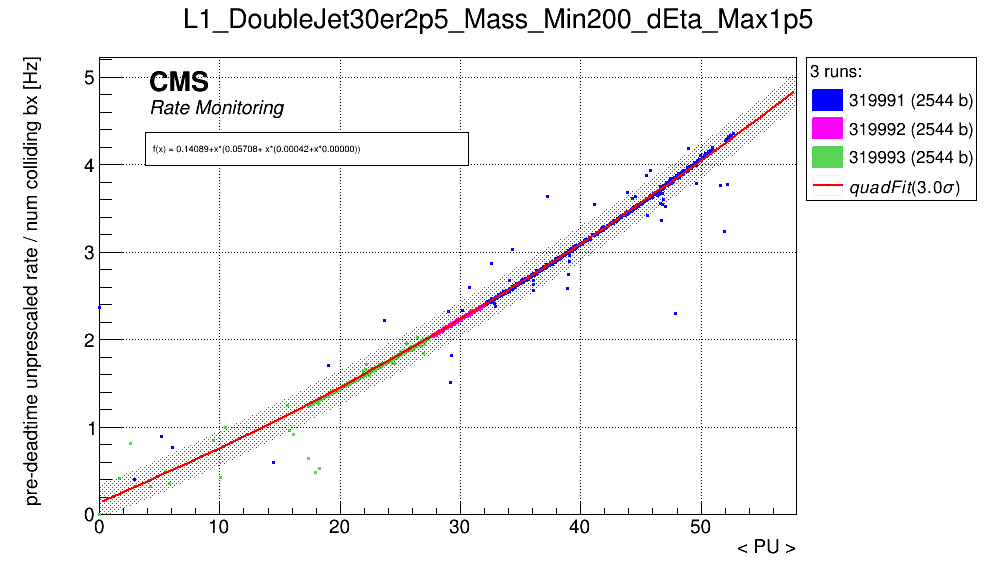 L1_DoubleJet30er2p5_Mass_Min200_dEta_Max1p5
pre-deadtime unprescaled rate / num colliding bx [Hz]
CMS
Rate Monitoring
f(x) = 0.14089+x*(0.05708+ x*(0.00042+x*0.00000))
5
4
3
2
1
0
0 10 20 30 40 50
< PU >
3 runs:
319991 (2544 b)
319992 (2544 b)
319993 (2544 b)
quadFit(3.0σ)